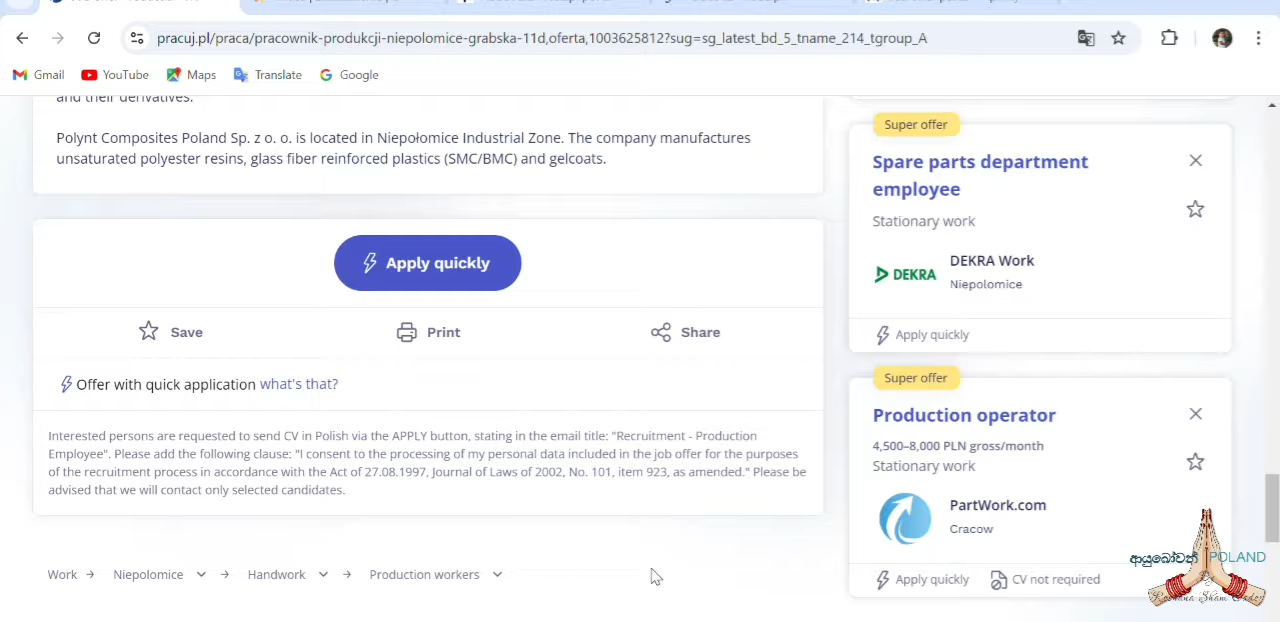 pracuj.pl/praca/pracownik-produkcji-niepolomice-grabska-11d,oferta,1003625812?sug=sg_latest_bd_5_tname_214_tgroup_A
Gmail
YouTube
Maps
Translate
Google
and their derivatives.
Polynt Composites Poland Sp. z o. o. is located in Niepołomice Industrial Zone. The company manufactures
unsaturated polyester resins, glass fiber reinforced plastics (SMC/BMC) and gelcoats.
Apply quickly
Save
Print
Share
Offer with quick application what's that?
Interested persons are requested to send CV in Polish via the APPLY button, stating in the email title: "Recruitment - Production
Employee". Please add the following clause: "I consent to the processing of my personal data included in the job offer for the purposes
of the recruitment process in accordance with the Act of 27.08.1997, Journal of Laws of 2002, No. 101, item 923, as amended." Please be
advised that we will contact only selected candidates.
Work
Niepolomice
Handwork
Production workers
Super offer
Spare parts department
employee
Stationary work
DEKRA
DEKRA Work
Niepolomice
Apply quickly
Super offer
Production operator
4,500–8,000 PLN gross/month
Stationary work
PartWork.com
Cracow
Apply quickly
CV not required
ආයුබෝවන් POLAND